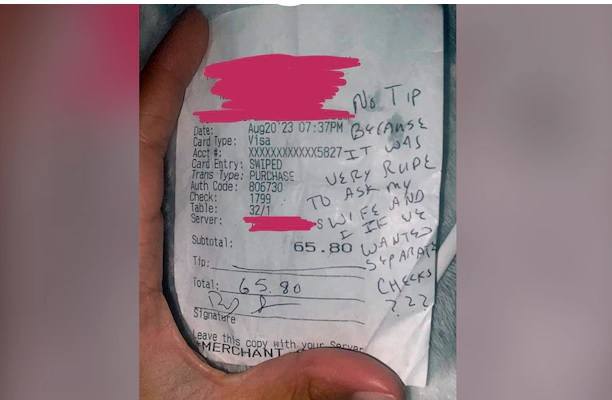 Date: Aug20'23 07:37PM
Card Type: Visa
Acct #: XXXXXXXXXXXX5827
Card Entry: SWIPED
Trans Type: PURCHASE
Auth Code: 806730
Check: 1799
Table: 32/1
Server: S
Subtotal: 65.80
Tip:
Total: 65.80
Signature
Leave this copy with your Server
MERCHANT
NO TIP
BECAUSE
IT WAS
VERY RUDE
TO ASK MY
WIFE AND
I IF WE
WANTED
SEPARATE
CHECKS
???